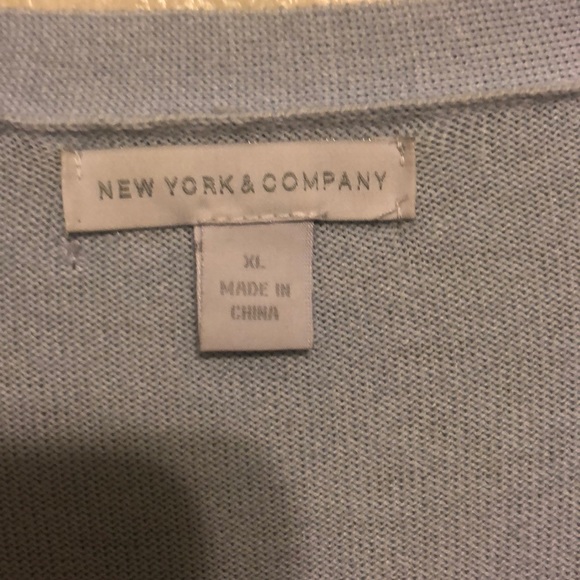 NEW YORK & COMPANY
XL
MADE IN
CHINA